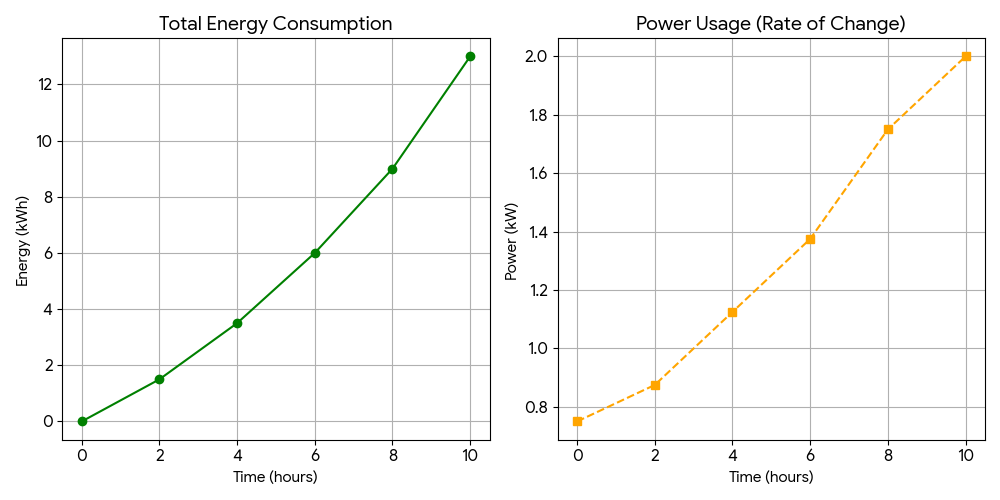 Total Energy Consumption
Energy (kWh)
12
10
8
6
4
2
0
0 2 4 6 8 10
Time (hours)
Power Usage (Rate of Change)
Power (kW)
2.0
1.8
1.6
1.4
1.2
1.0
0.8
0 2 4 6 8 10
Time (hours)